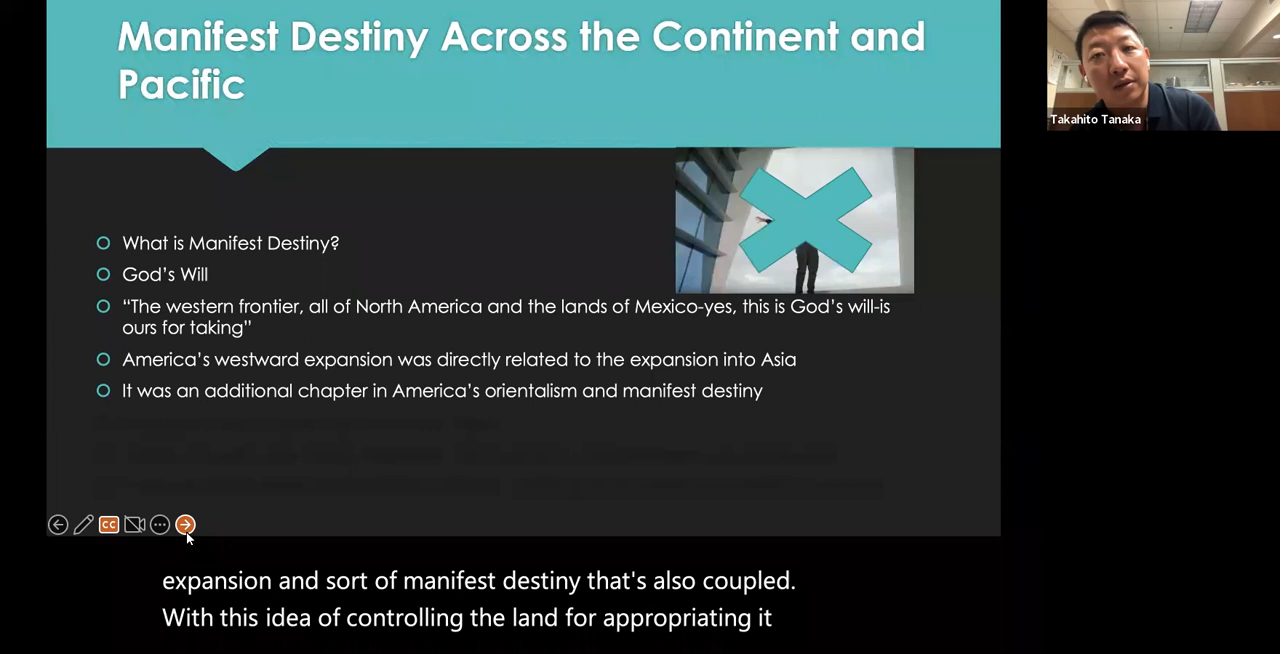 Manifest Destiny Across the Continent and
Pacific
Takahito Tanaka
What is Manifest Destiny?
God's Will
“The western frontier, all of North America and the lands of Mexico-yes, this is God's will-is
ours for taking”
America's westward expansion was directly related to the expansion into Asia
It was an additional chapter in America's orientalism and manifest destiny
CC
expansion and sort of manifest destiny that's also coupled.
With this idea of controlling the land for appropriating it